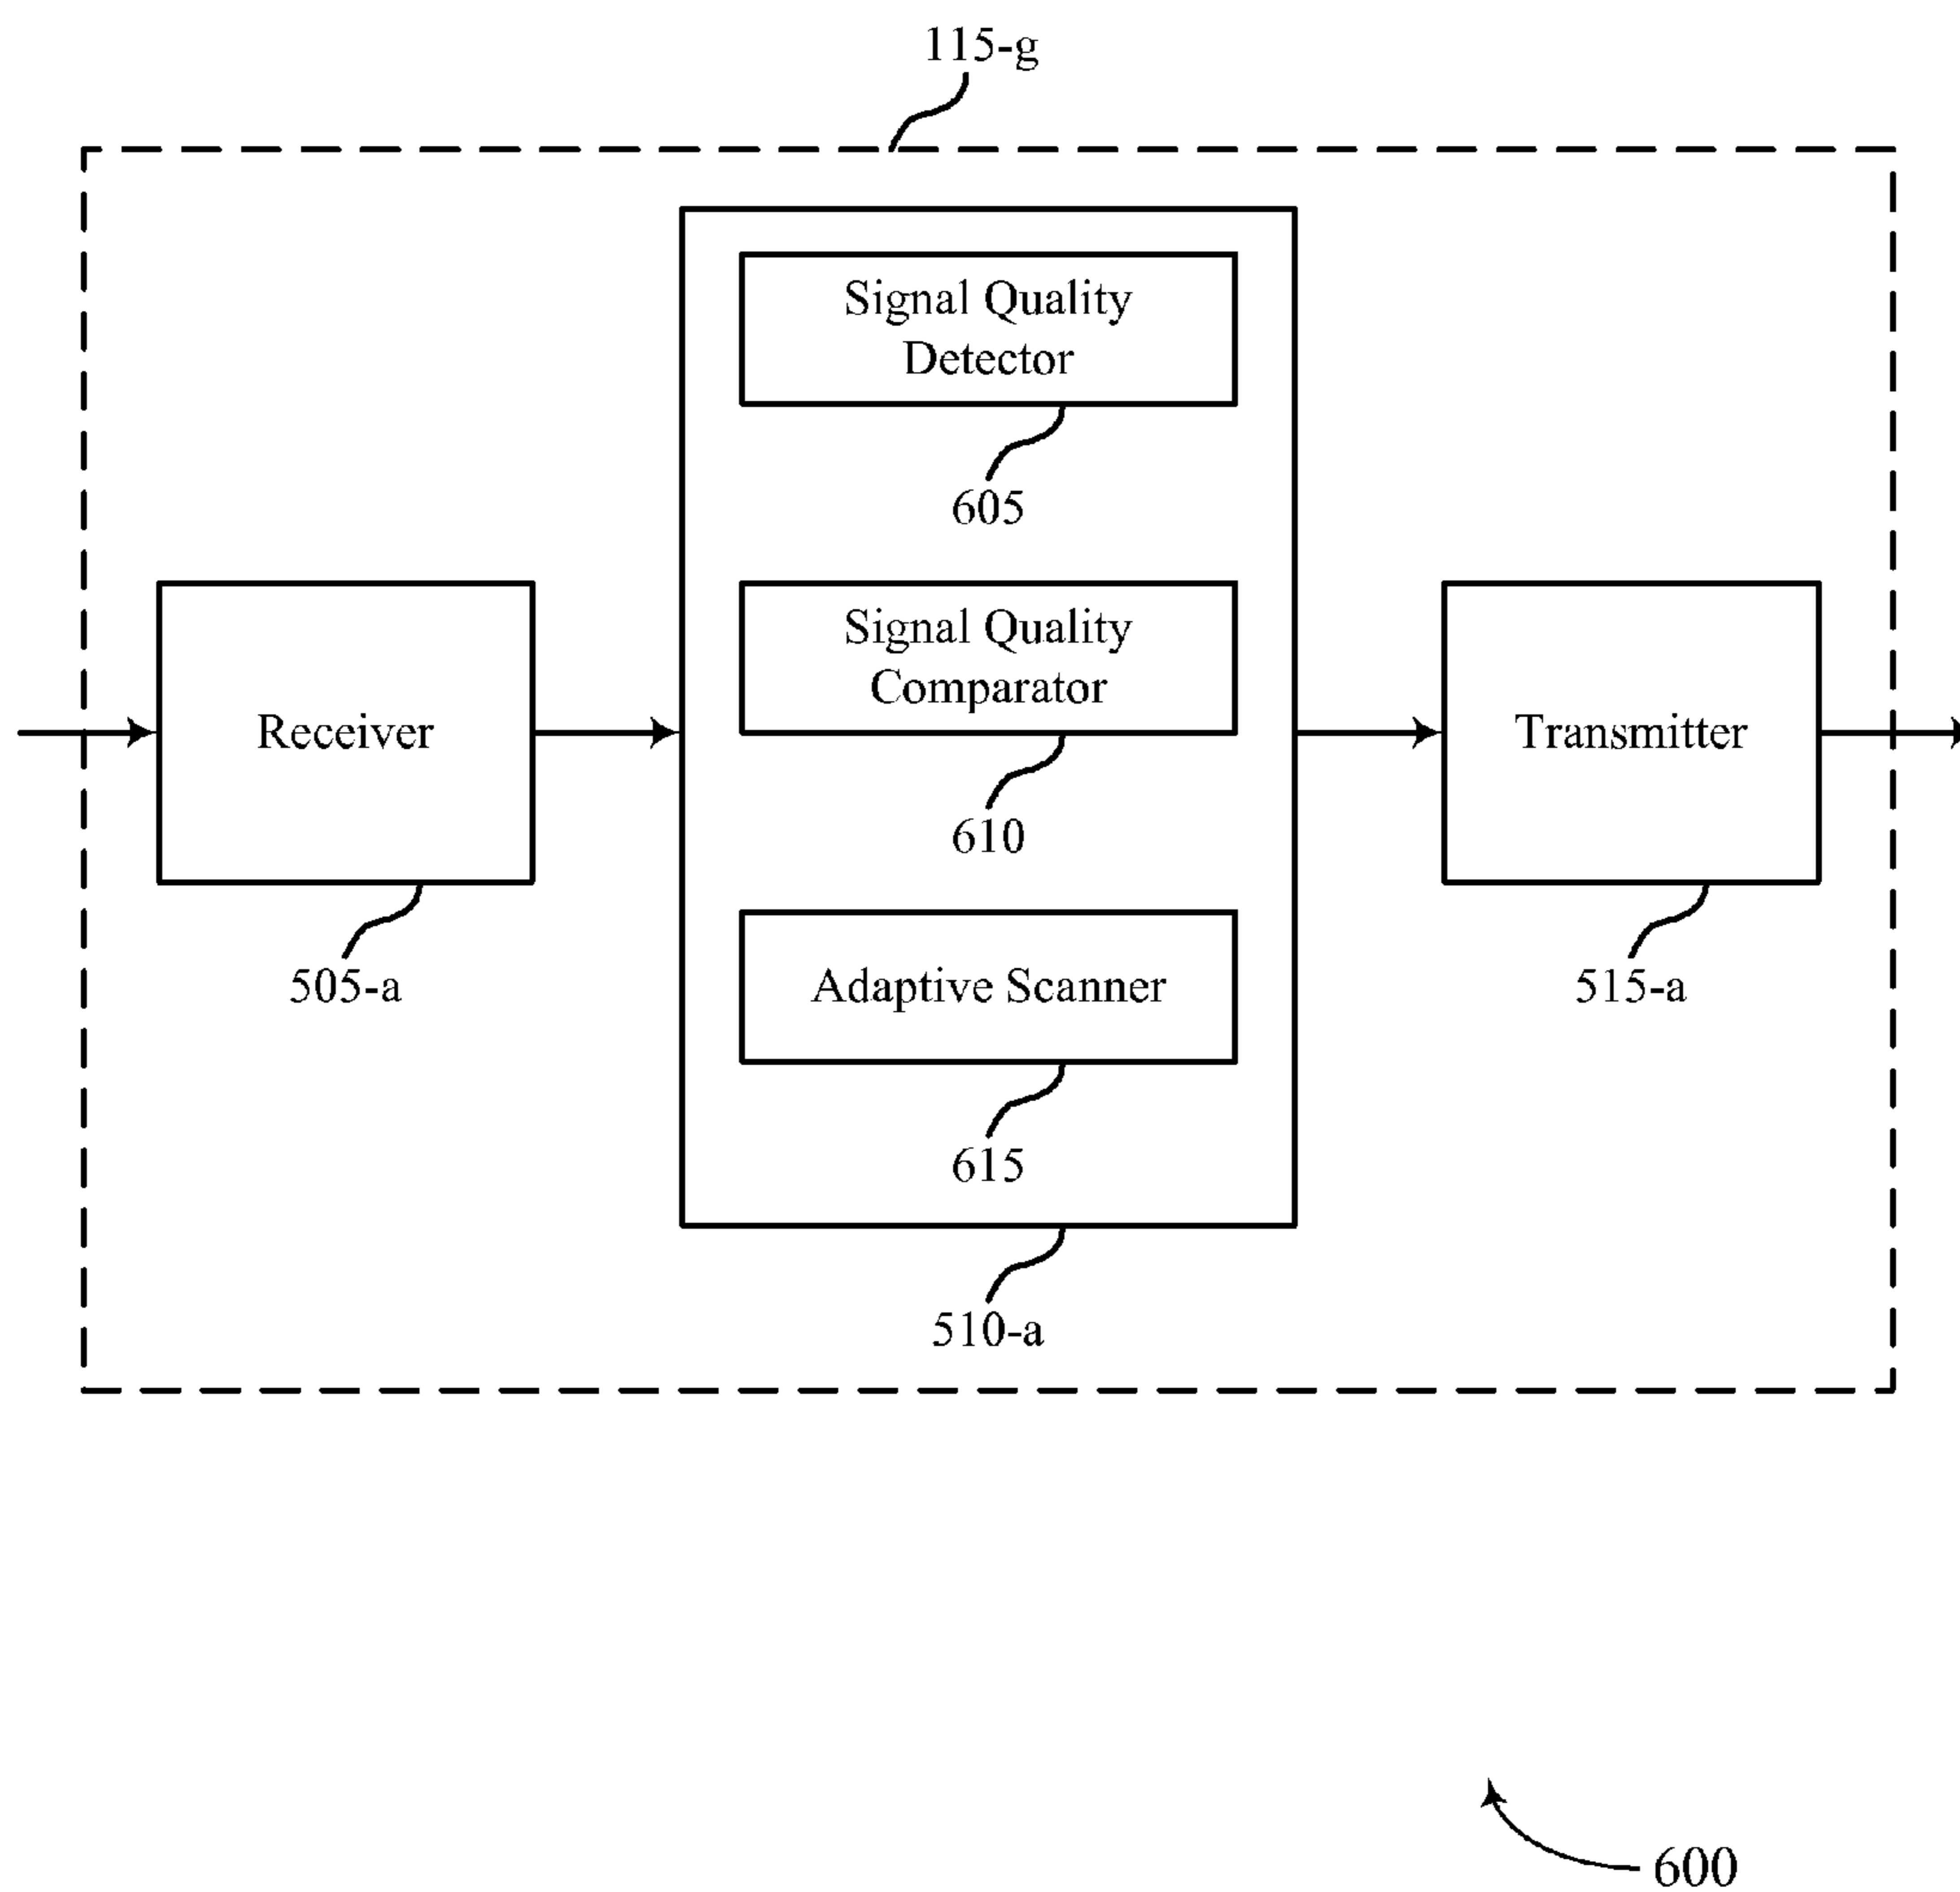 115-g
Signal Quality
Detector
605
Signal Quality
Comparator
610
Receiver
505-a
Transmitter
515-a
Adaptive Scanner
615
510-a
600